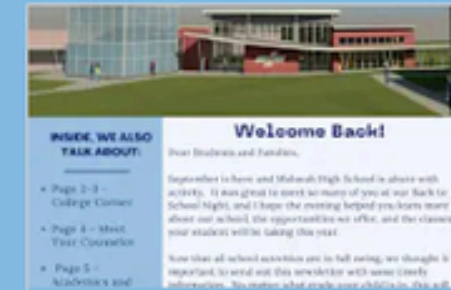 INSIDE, WE ALSO
TALK ABOUT:
• Page 2-3 -
College Corner
• Page 4 - Meet
Your Counselor
• Page 5 -
Academics and
Welcome Back!
Dear Students and Families,
September is here and High School is abuzz with
activity. It was great to meet so many of you at our Back to
School Night, and I hope the evening helped you learn more
about our school, the opportunities we offer, and the classes
your student will be taking this year.
Now that all school activities are in full swing, we thought it
important to send out this newsletter with some timely
information. No matter what grade your child is in, this will